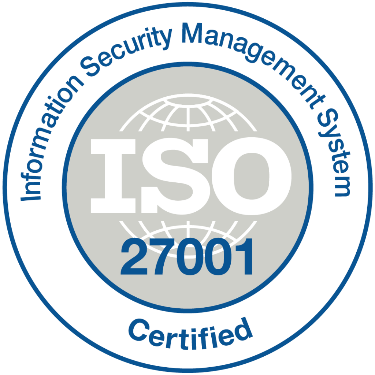 Information Security Management System
ISO
27001
Certified